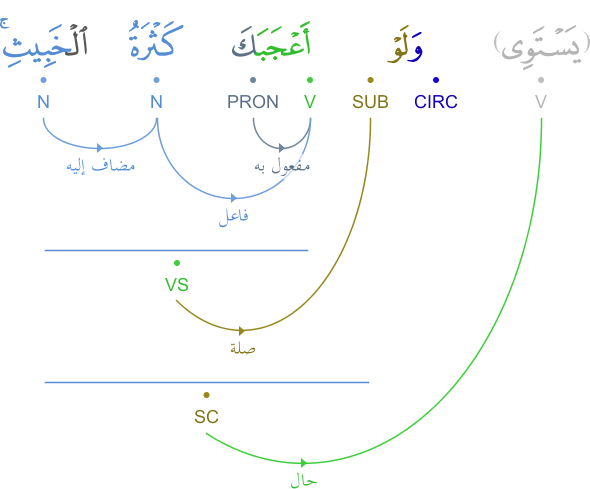 (يَسْتَوِى) وَلَوْ أَعْجَبَكَ كَثْرَةُ ٱلْخَبِيثِ ۚ
V CIRC SUB V PRON N N
مفعول به مضاف إليه
فاعل
VS
صلة
SC
حال